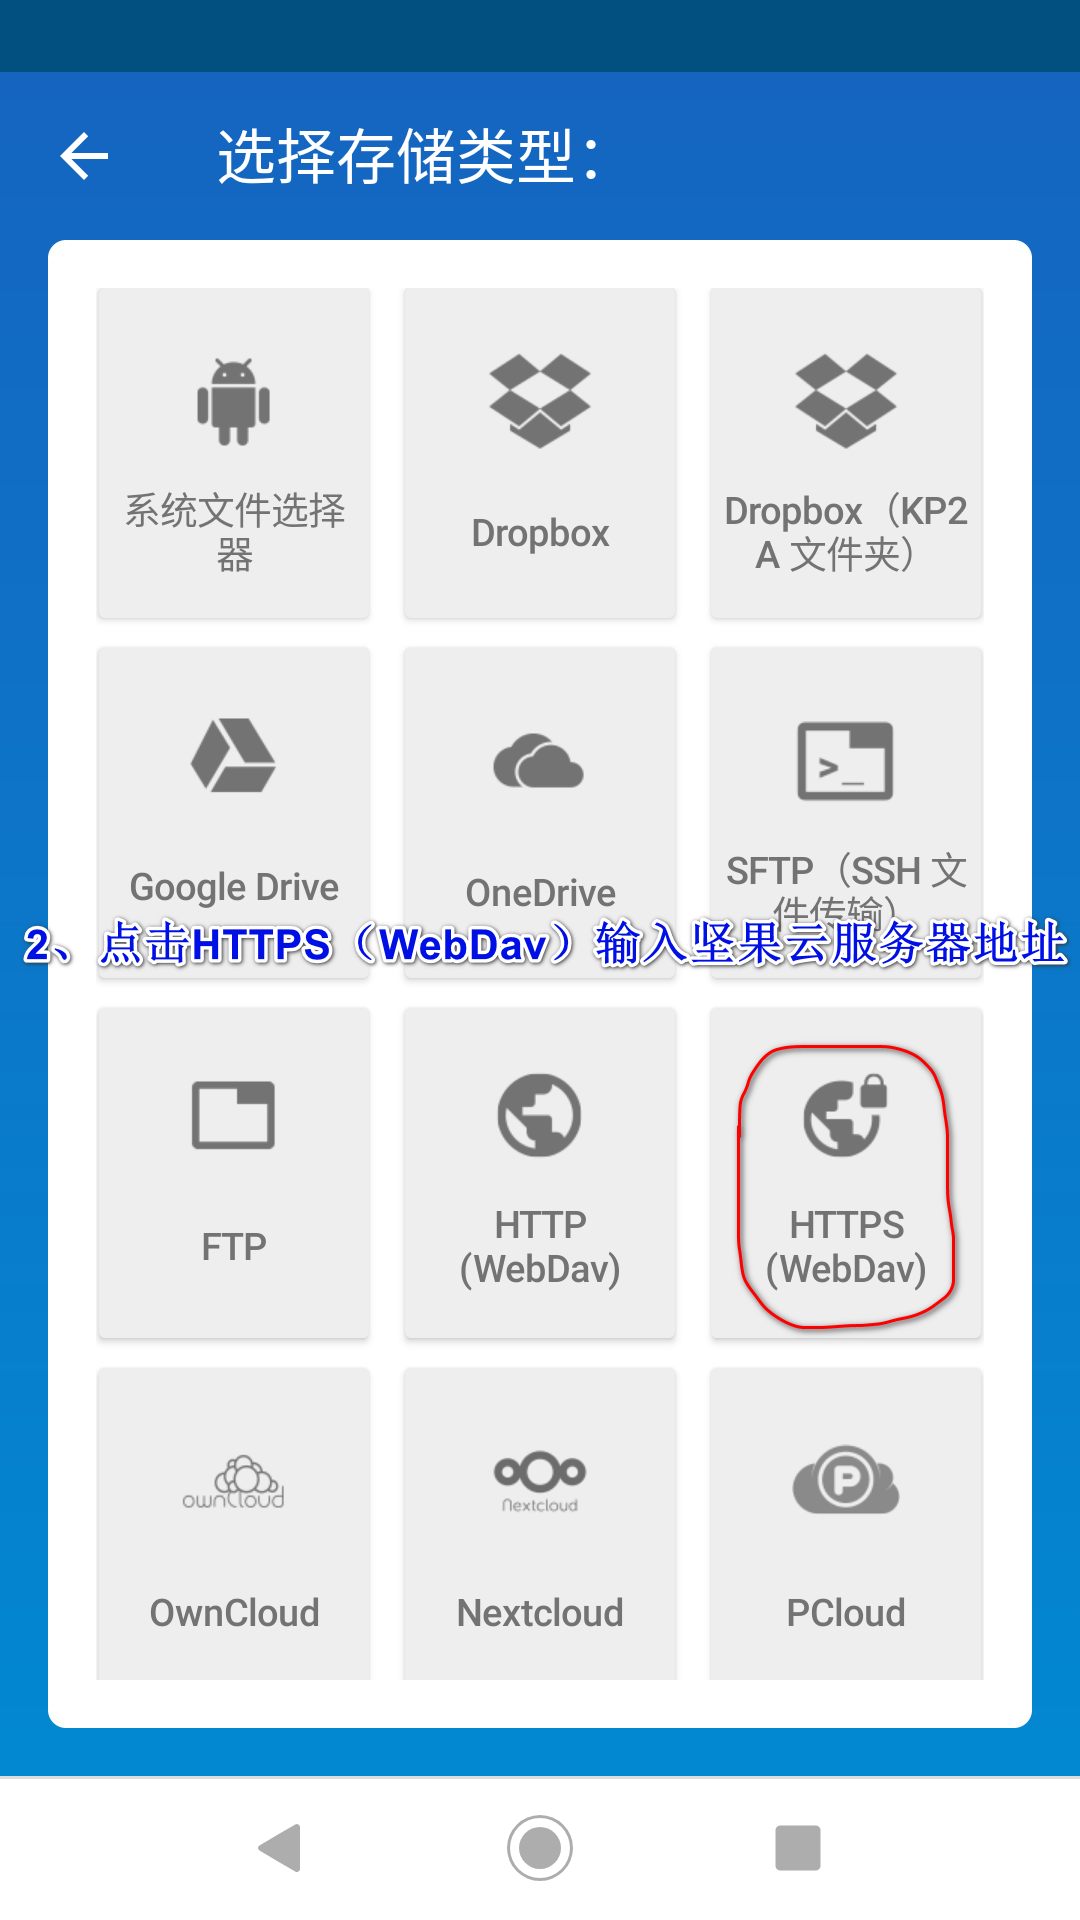 选择存储类型：
系统文件选择
器
Dropbox
Dropbox（KP2
A 文件夹）
Google Drive
OneDrive
SFTP（SSH 文
件传输）
2、点击HTTPS（WebDav）输入坚果云服务器地址
>_
FTP
HTTP
(WebDav)
HTTPS
(WebDav)
ownCloud
OwnCloud
Nextcloud
Nextcloud
P
PCloud